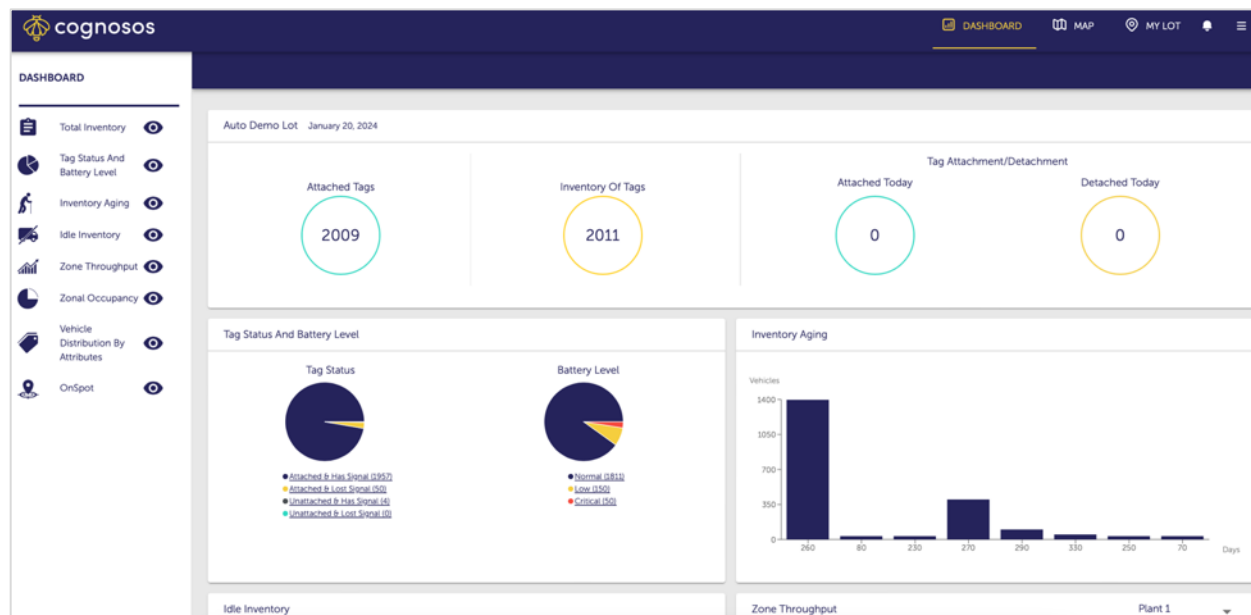 cognosos
DASHBOARD
MAP
MY LOT
DASHBOARD
Total Inventory
Tag Status And
Battery Level
Inventory Aging
Idle Inventory
Zone Throughput
Zonal Occupancy
Vehicle
Distribution By
Attributes
OnSpot
Auto Demo Lot January 20, 2024
Attached Tags
2009
Inventory Of Tags
2011
Tag Attachment/Detachment
Attached Today
0
Detached Today
0
Tag Status And Battery Level
Tag Status
Attached & Has Signal (1957)
Attached & Lost Signal (50)
Unattached & Has Signal (4)
Unattached & Lost Signal (0)
Battery Level
Normal (1811)
Low (150)
Critical (50)
Inventory Aging
Vehicles
1400
1050
700
350
0
260 80 230 270 290 330 250 70
Days
Idle Inventory
Zone Throughput
Plant 1